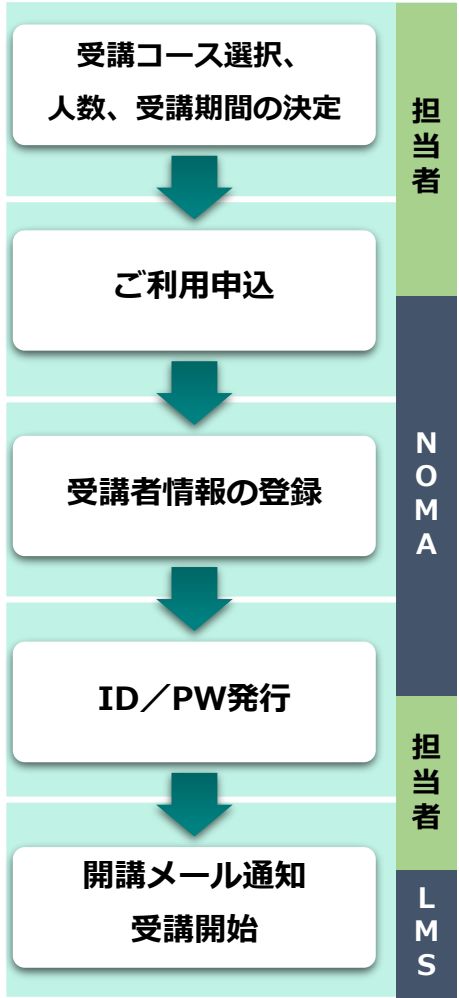 受講コース選択、
人数、受講期間の決定
担当者
ご利用申込
NOMA
受講者情報の登録
ID／PW発行
担当者
開講メール通知
受講開始
LMS